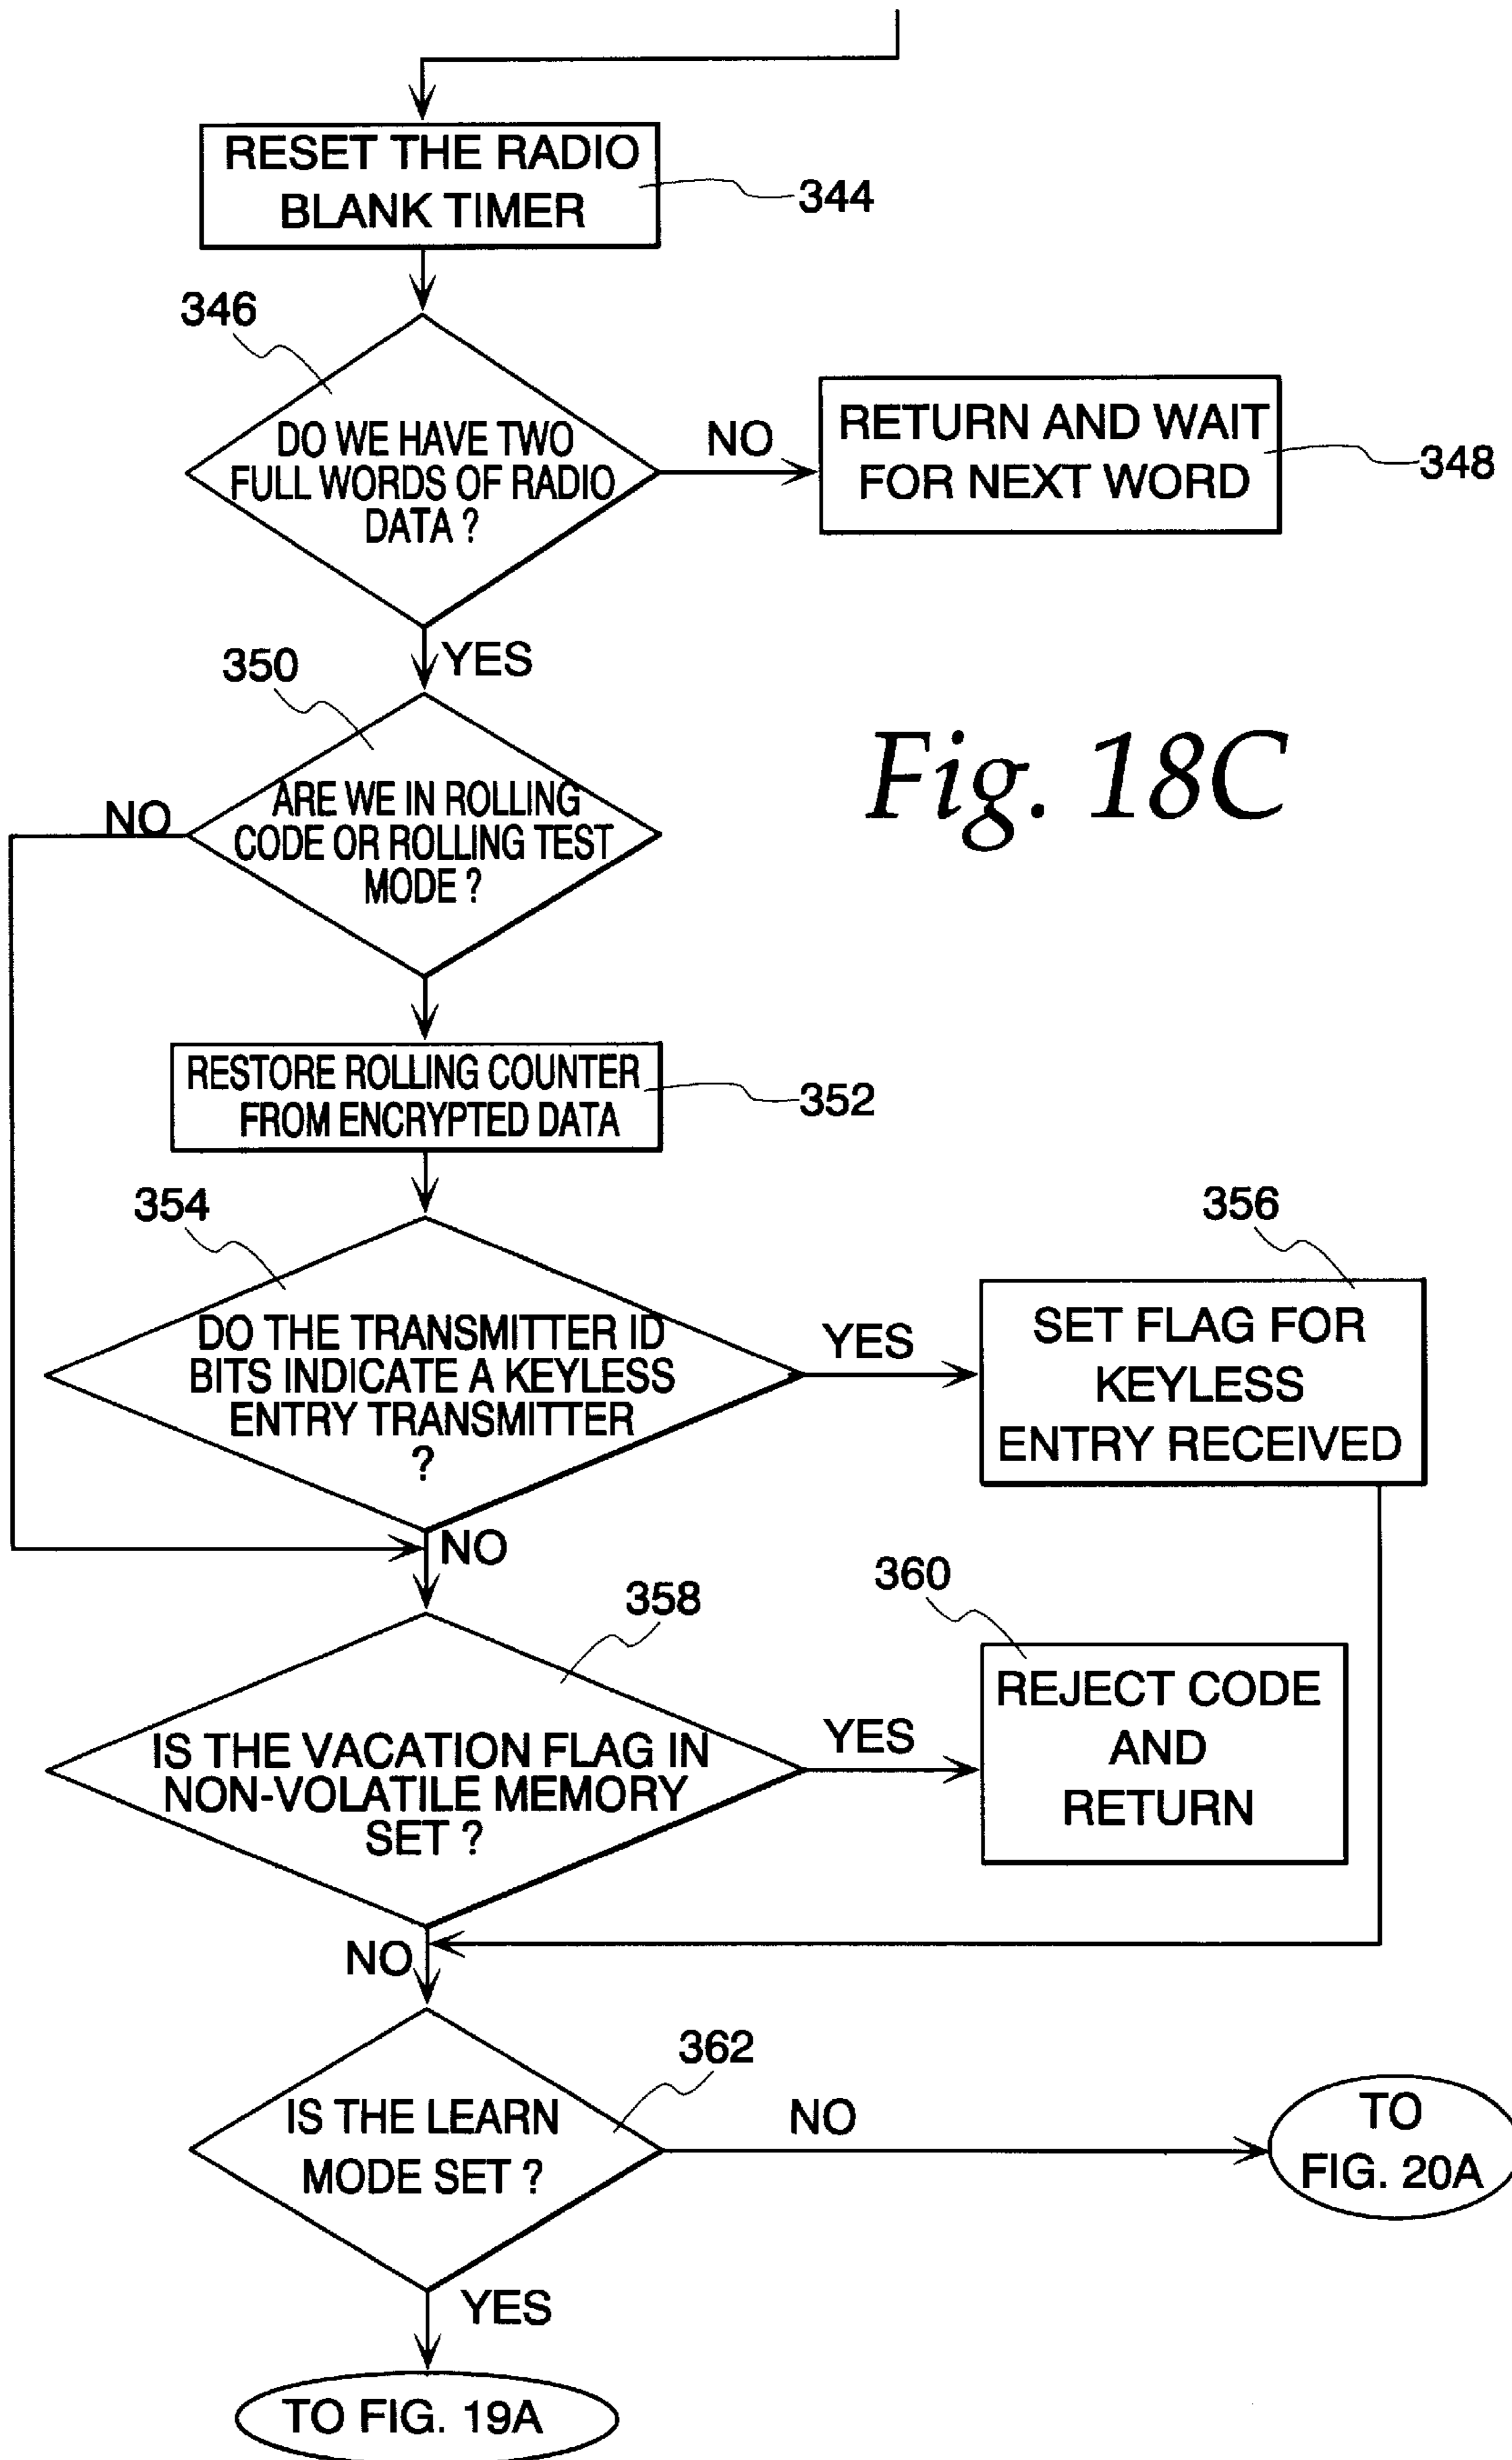 RESET THE RADIO
BLANK TIMER
344
346
DO WE HAVE TWO
FULL WORDS OF RADIO
DATA ?
NO
RETURN AND WAIT
FOR NEXT WORD
348
YES
350
Fig. 18C
ARE WE IN ROLLING
CODE OR ROLLING TEST
MODE ?
NO
RESTORE ROLLING COUNTER
FROM ENCRYPTED DATA
352
354
DO THE TRANSMITTER ID
BITS INDICATE A KEYLESS
ENTRY TRANSMITTER
?
YES
356
SET FLAG FOR
KEYLESS
ENTRY RECEIVED
NO
358
IS THE VACATION FLAG IN
NON-VOLATILE MEMORY
SET ?
YES
360
REJECT CODE
AND
RETURN
NO
362
IS THE LEARN
MODE SET ?
NO
TO
FIG. 20A
YES
TO FIG. 19A